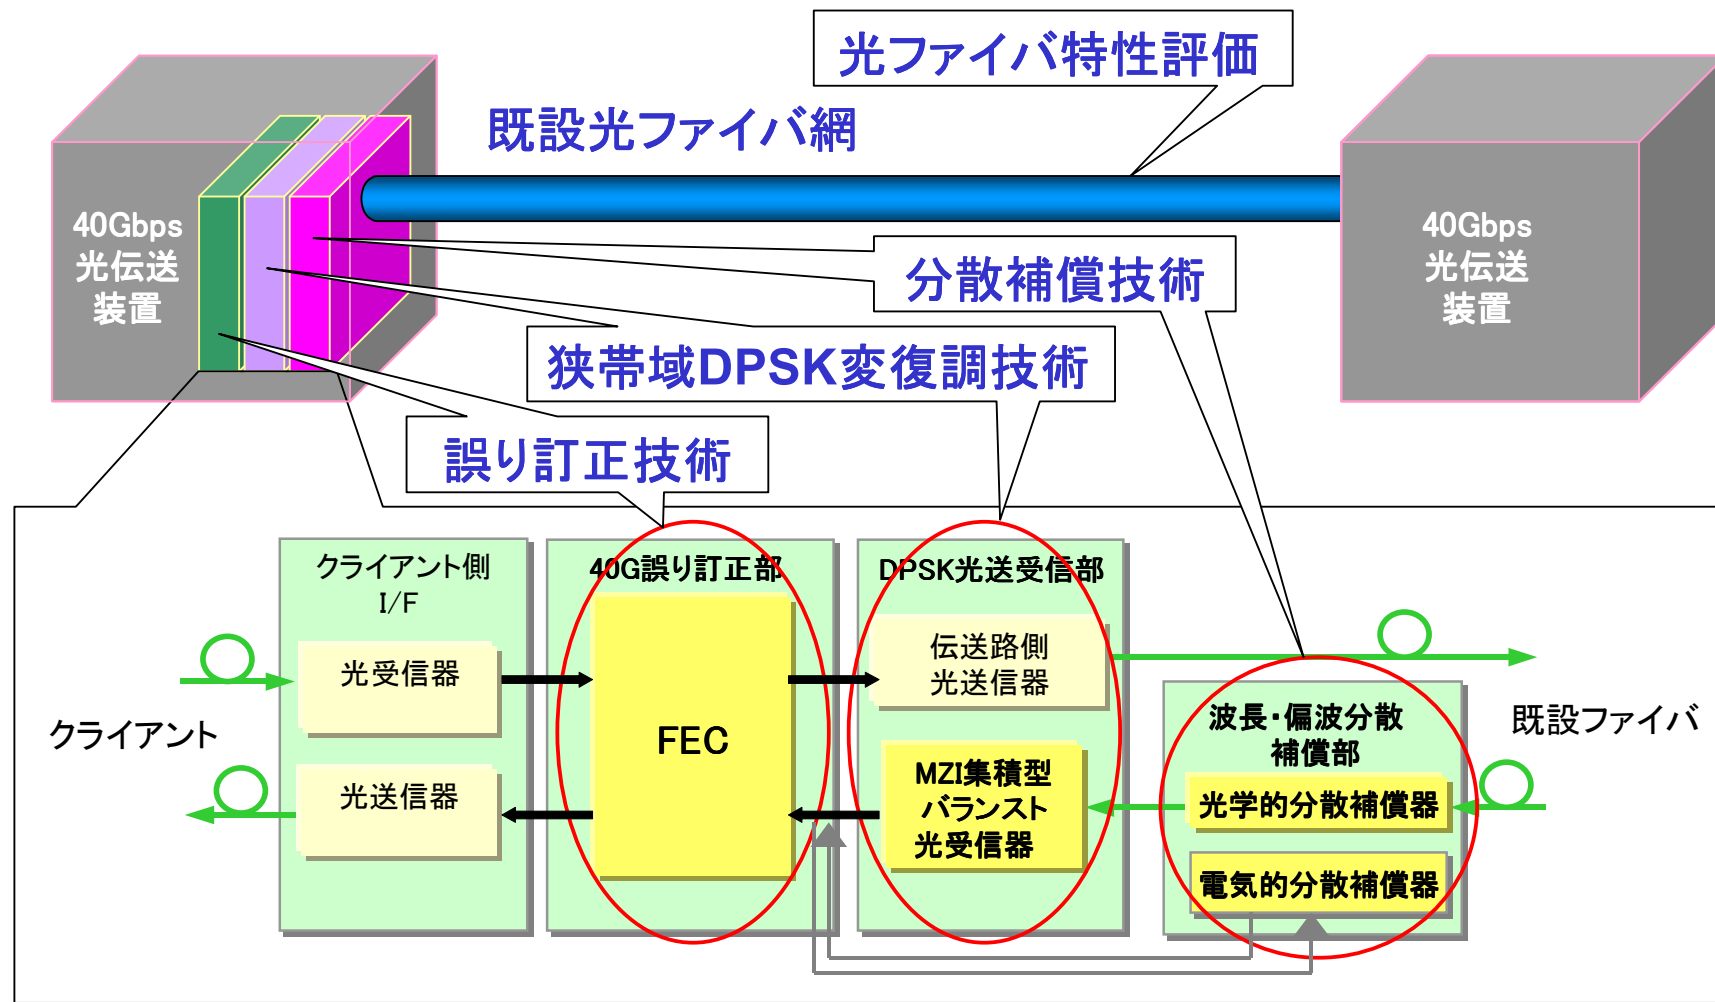 光ファイバ特性評価
既設光ファイバ網
40Gbps
光伝送
装置
40Gbps
光伝送
装置
分散補償技術
狭帯域DPSK変復調技術
誤り訂正技術
クライアント側
I/F
40G誤り訂正部
DPSK光送受信部
光受信器
伝送路側
光送信器
クライアント
FEC
波長・偏波分散
補償部
既設ファイバ
光送信器
MZI集積型
バランスト
光受信器
光学的分散補償器
電気的分散補償器